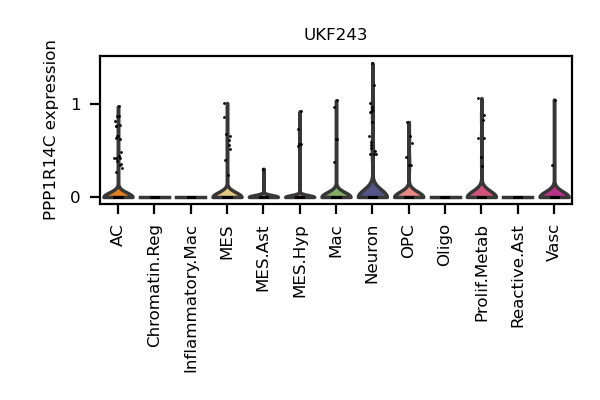 UKF243
PPP1R14C expression
1
0
AC
Chromatin.Reg
Inflammatory.Mac
MES
MES.Ast
MES.Hyp
Mac
Neuron
OPC
Oligo
Prolif.Metab
Reactive.Ast
Vasc